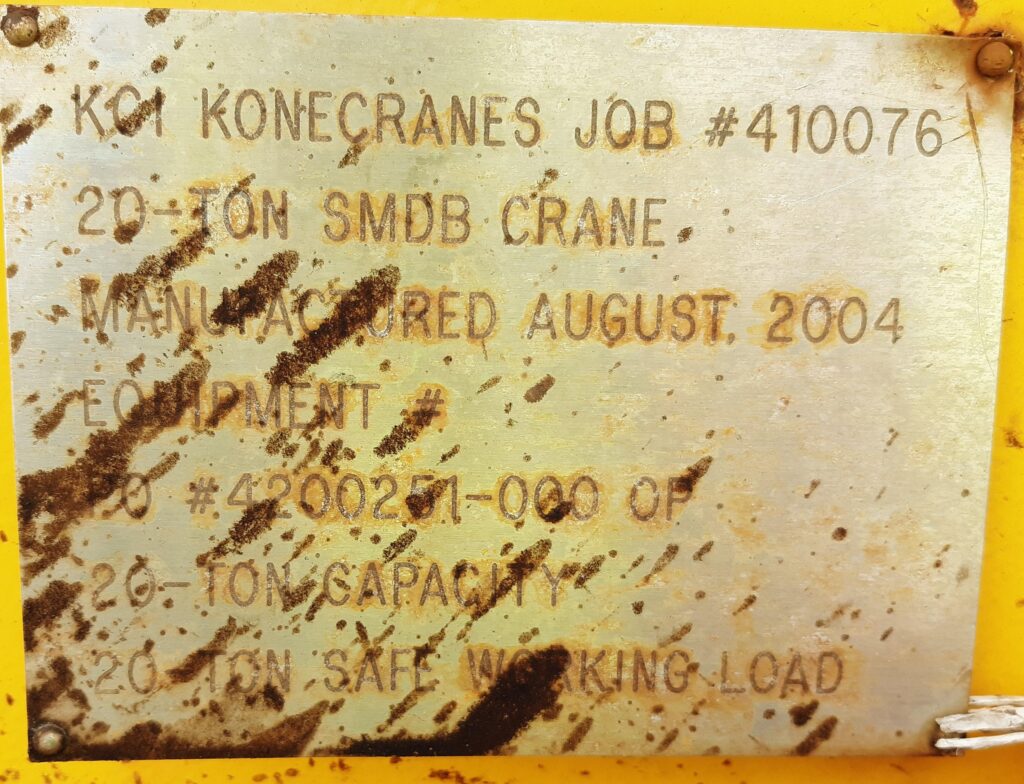 KCI KONECRANES JOB #410076
20-TON SMDB CRANE
MANUFACTURED AUGUST, 2004
EQUIPMENT #
PO #4200251-000 OP
20-TON CAPACITY
20-TON SAFE WORKING LOAD